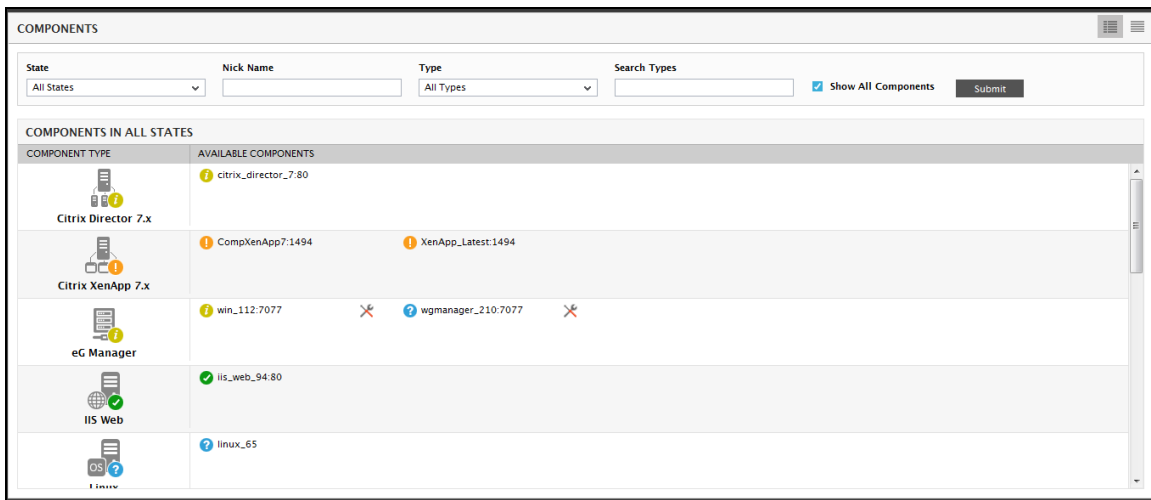 COMPONENTS
State Nick Name Type Search Types
All States All Types Show All Components Submit
COMPONENTS IN ALL STATES
COMPONENT TYPE AVAILABLE COMPONENTS
citrix_director_7:80
Citrix Director 7.x
CompXenApp7:1494 XenApp_Latest:1494
Citrix XenApp 7.x
win_112:7077 wgmanager_210:7077
eG Manager
iis_web_94:80
IIS Web
linux_65
OS
Linux